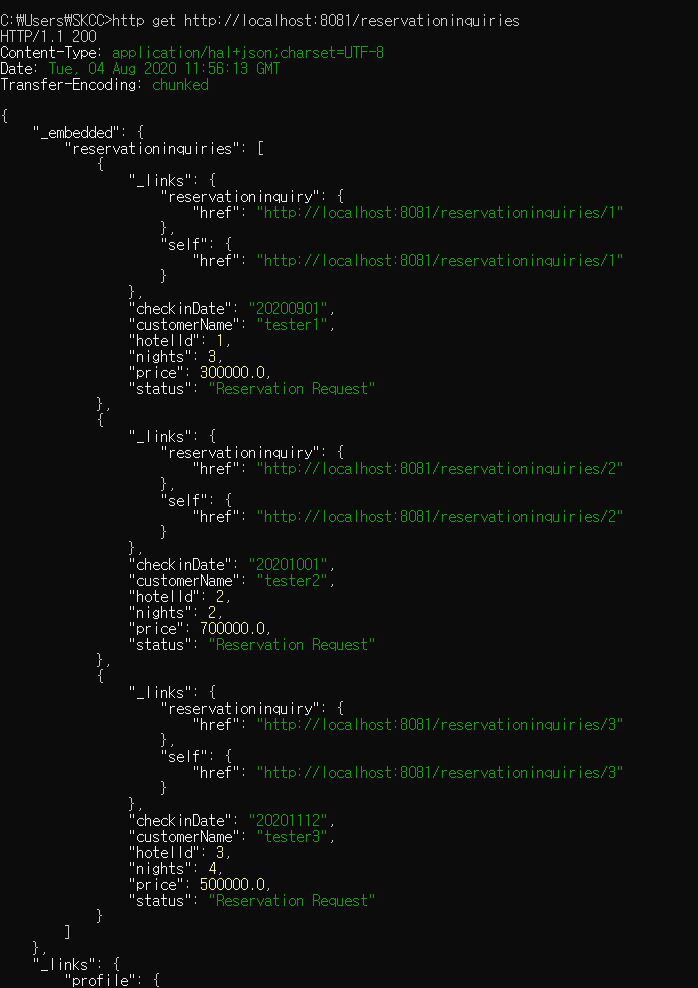 C:₩Users₩SKCC>http get http://localhost:8081/reservationinquiries
HTTP/1.1 200
Content-Type: application/hal+json;charset=UTF-8
Date: Tue, 04 Aug 2020 11:56:13 GMT
Transfer-Encoding: chunked

{
    "_embedded": {
        "reservationinquiries": [
            {
                "_links": {
                    "reservationinquiry": {
                        "href": "http://localhost:8081/reservationinquiries/1"
                    },
                    "self": {
                        "href": "http://localhost:8081/reservationinquiries/1"
                    }
                },
                "checkinDate": "20200901",
                "customerName": "tester1",
                "hotelId": 1,
                "nights": 3,
                "price": 300000.0,
                "status": "Reservation Request"
            },
            {
                "_links": {
                    "reservationinquiry": {
                        "href": "http://localhost:8081/reservationinquiries/2"
                    },
                    "self": {
                        "href": "http://localhost:8081/reservationinquiries/2"
                    }
                },
                "checkinDate": "20201001",
                "customerName": "tester2",
                "hotelId": 2,
                "nights": 2,
                "price": 700000.0,
                "status": "Reservation Request"
            },
            {
                "_links": {
                    "reservationinquiry": {
                        "href": "http://localhost:8081/reservationinquiries/3"
                    },
                    "self": {
                        "href": "http://localhost:8081/reservationinquiries/3"
                    }
                },
                "checkinDate": "20201112",
                "customerName": "tester3",
                "hotelId": 3,
                "nights": 4,
                "price": 500000.0,
                "status": "Reservation Request"
            }
        ]
    },
    "_links": {
        "profile": {